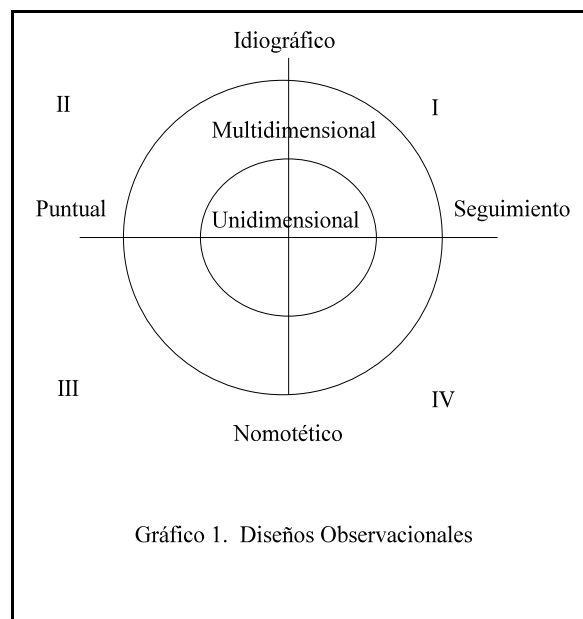 Idiográfico
II
I
Multidimensional
Puntual
Seguimiento
Unidimensional
III
IV
Nomotético
Gráfico 1. Diseños Observacionales